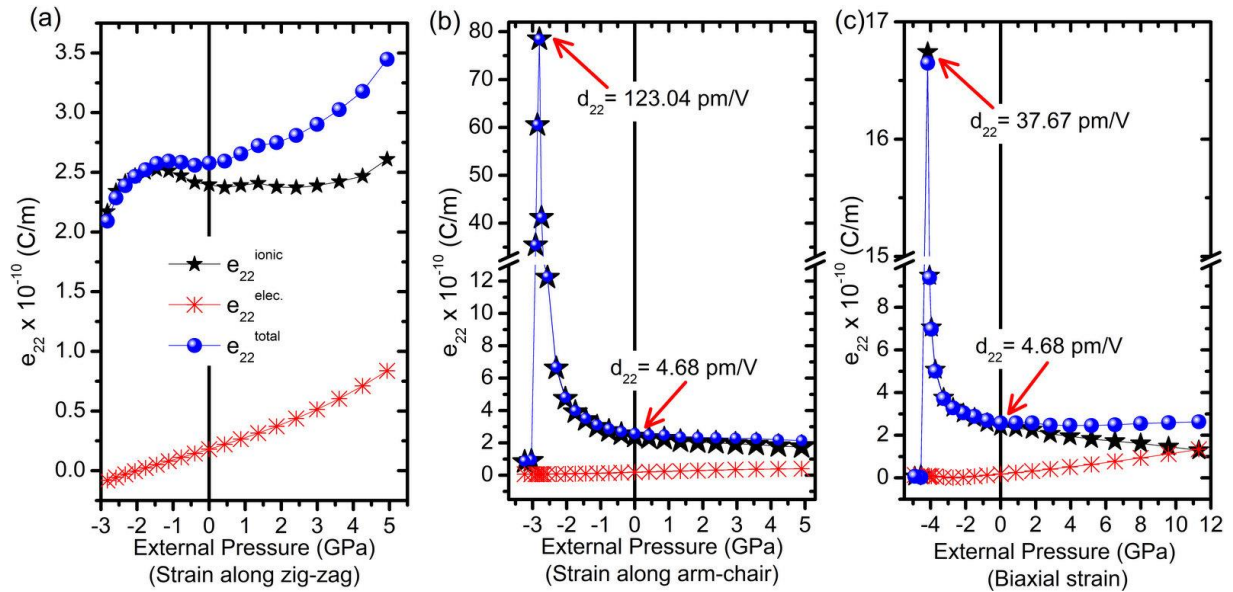 (a)
3.5
3.0
2.5
2.0
1.5
1.0
0.5
0.0
e22 x 10-10 (C/m)
e22 ionic
e22 elec.
e22 total
-3 -2 -1 0 1 2 3 4 5
External Pressure (GPa)
(Strain along zig-zag)
(b)
80
70
60
50
40
12
10
8
6
4
2
0
e22 x 10-10 (C/m)
d22= 123.04 pm/V
d22= 4.68 pm/V
-3 -2 -1 0 1 2 3 4 5
External Pressure (GPa)
(Strain along arm-chair)
(c)
17
16
15
8
6
4
2
0
e22 x 10-10 (C/m)
d22= 37.67 pm/V
d22= 4.68 pm/V
-4 -2 0 2 4 6 8 10 12
External Pressure (GPa)
(Biaxial strain)